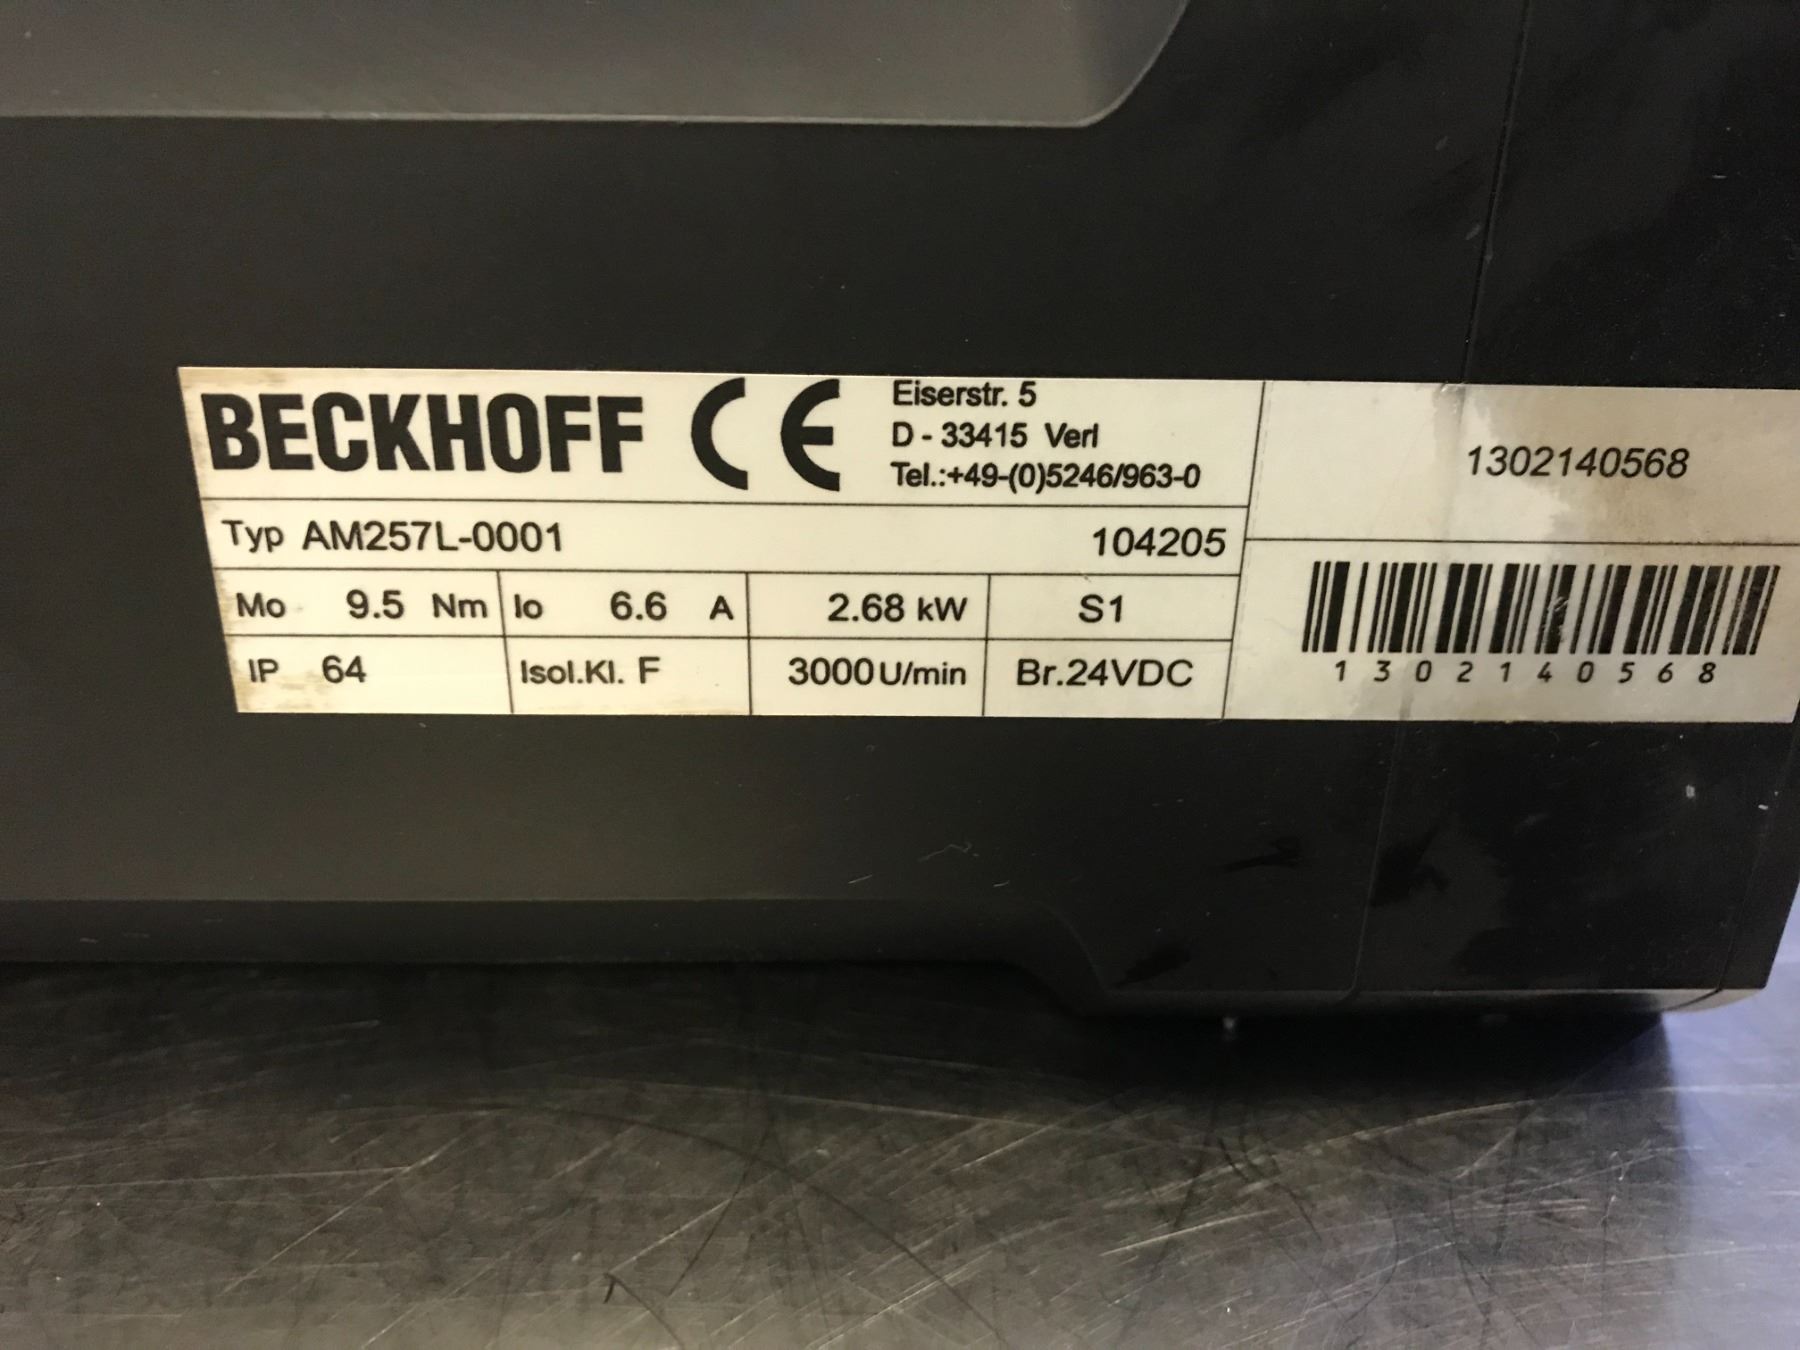 BECKHOFF CE
Eiserstr. 5
D - 33415 Verl
Tel.:+49-(0)5246/963-0
1302140568
Typ AM257L-0001 104205
Mo 9.5 Nm Io 6.6 A 2.68 kW S1
IP 64 Isol.Kl. F 3000 U/min Br.24VDC
1302140568